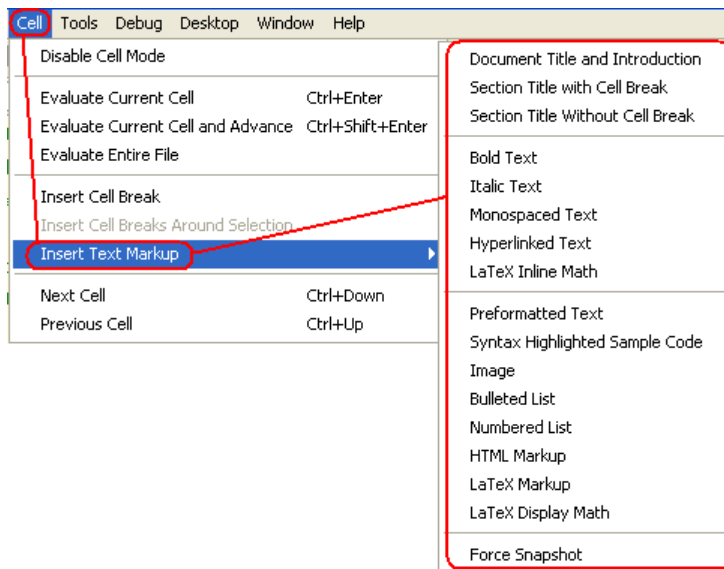 Cell Tools Debug Desktop Window Help
Disable Cell Mode
Evaluate Current Cell Ctrl+Enter
Evaluate Current Cell and Advance Ctrl+Shift+Enter
Evaluate Entire File
Insert Cell Break
Insert Cell Breaks Around Selection
Insert Text Markup
Next Cell Ctrl+Down
Previous Cell Ctrl+Up
Document Title and Introduction
Section Title with Cell Break
Section Title Without Cell Break
Bold Text
Italic Text
Monospaced Text
Hyperlinked Text
LaTeX Inline Math
Preformatted Text
Syntax Highlighted Sample Code
Image
Bulleted List
Numbered List
HTML Markup
LaTeX Markup
LaTeX Display Math
Force Snapshot